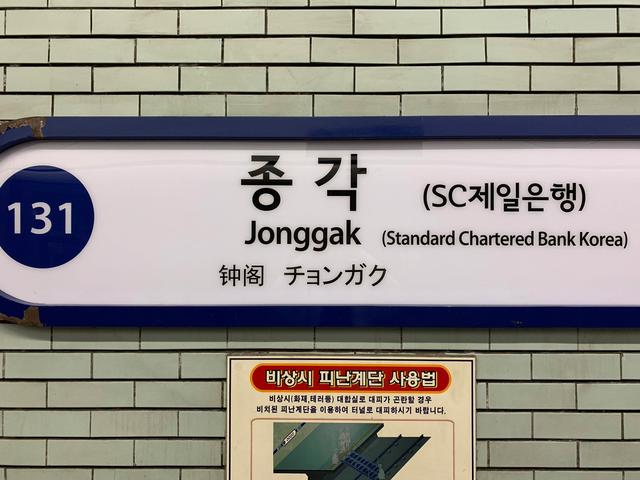 131
종각 (SC제일은행)
Jonggak (Standard Chartered Bank Korea)
钟阁 チョンガク
비상시 피난계단 사용법
비상시(화재,테러등) 대합실로 대피가 곤란할 경우
비치된 피난계단을 이용하여 터널로 대피하시기 바랍니다.